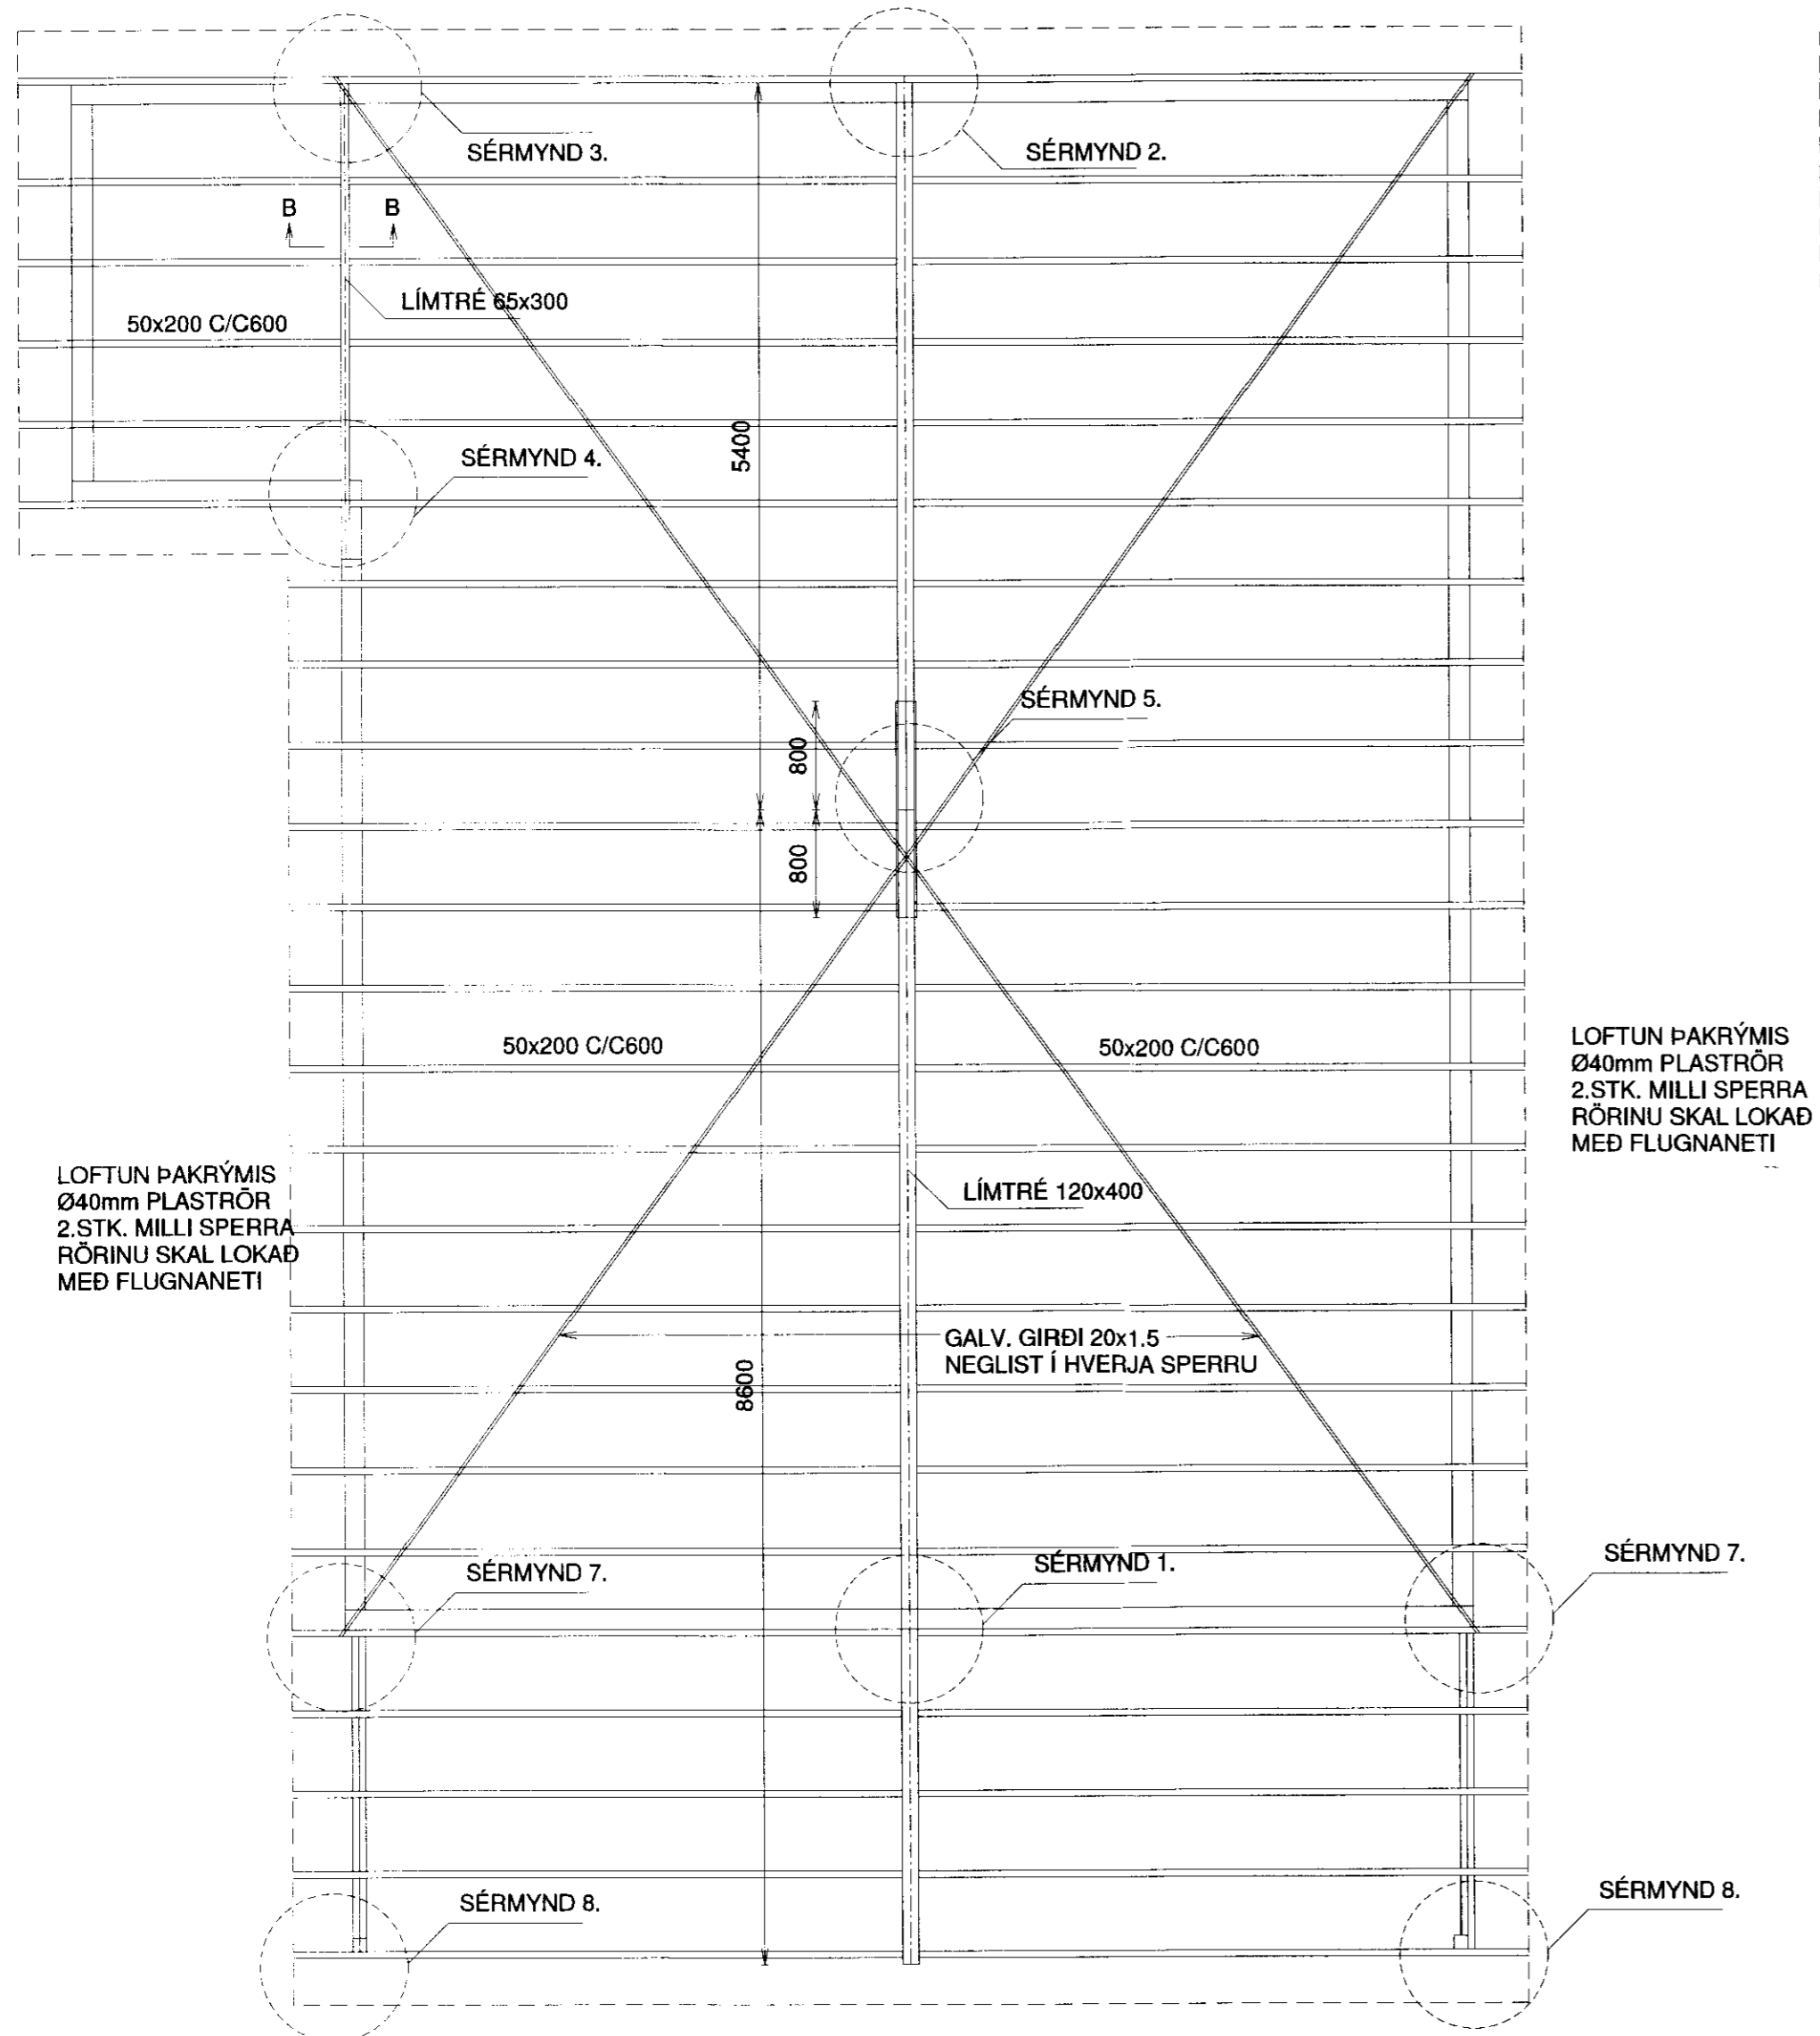 SÉRMYND 3.
SÉRMYND 2.
B B
LÍMTRÉ 65x300
50x200 C/C600
5400
SÉRMYND 4.
SÉRMYND 5.
800
800
50x200 C/C600
50x200 C/C600
LOFTUN ÞAKRÝMIS
Ø40mm PLASTRÖR
2.STK. MILLI SPERRA
RÖRINU SKAL LOKAÐ
MEÐ FLUGNANETI
LOFTUN ÞAKRÝMIS
Ø40mm PLASTRÖR
2.STK. MILLI SPERRA
RÖRINU SKAL LOKAÐ
MEÐ FLUGNANETI
LÍMTRÉ 120x400
GALV. GIRÐI 20x1.5
NEGLIST Í HVERJA SPERRU
8600
SÉRMYND 7.
SÉRMYND 1.
SÉRMYND 7.
SÉRMYND 8.
SÉRMYND 8.